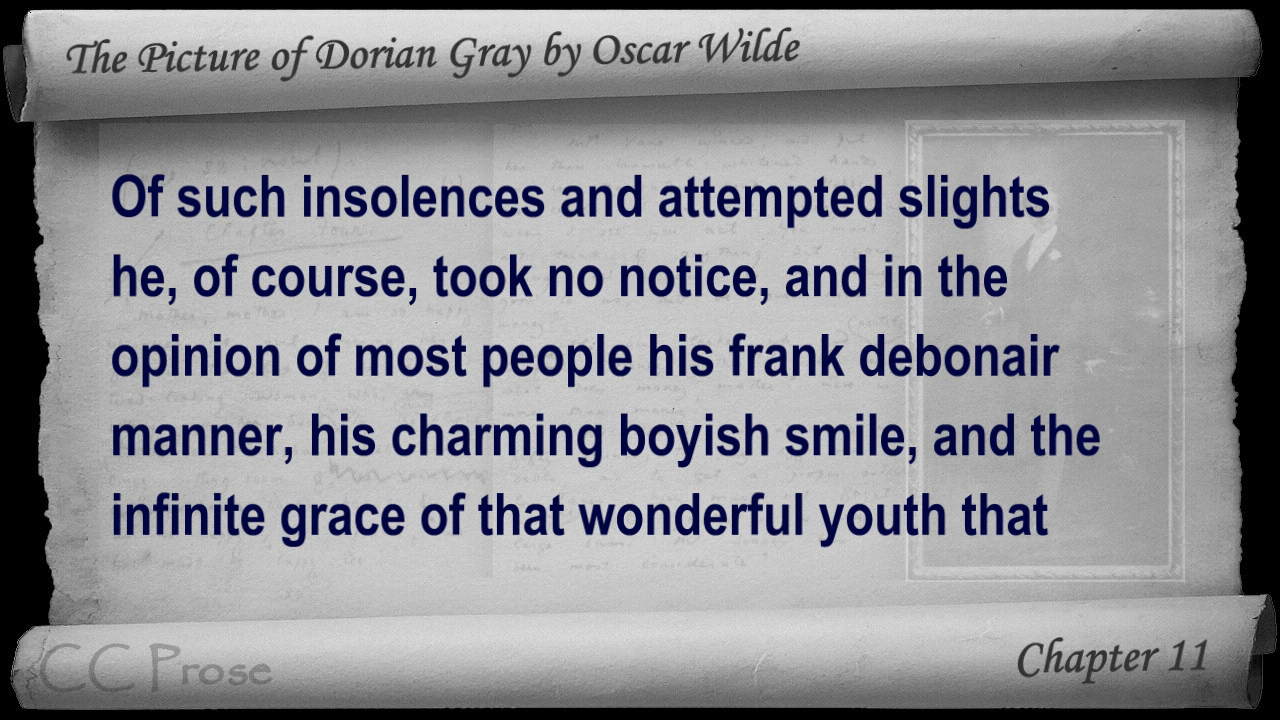 The Picture of Dorian Gray by Oscar Wilde
Of such insolences and attempted slights
he, of course, took no notice, and in the
opinion of most people his frank debonair
manner, his charming boyish smile, and the
infinite grace of that wonderful youth that
CC Prose
Chapter 11